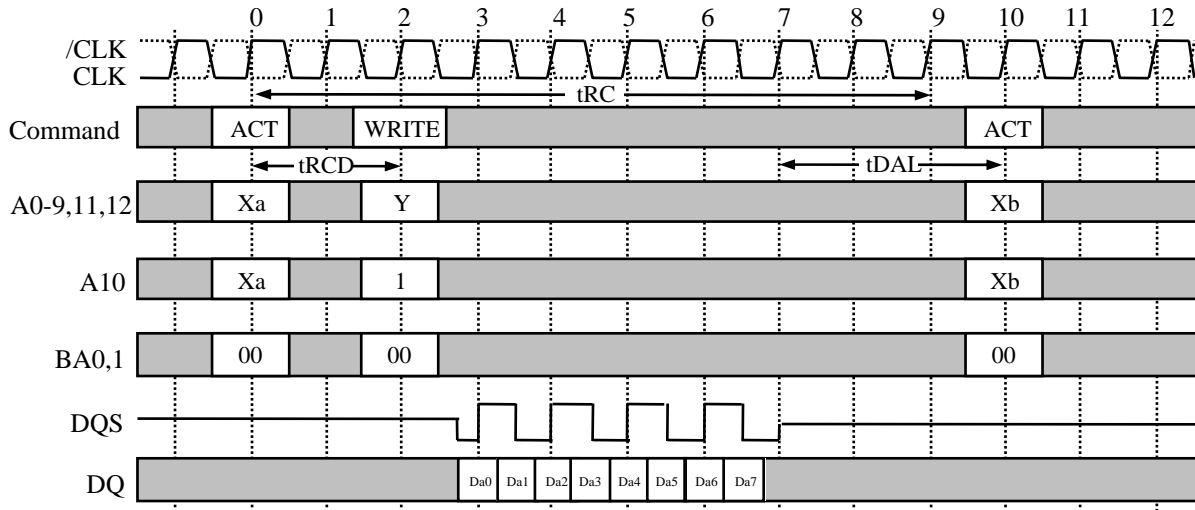 0 1 2 3 4 5 6 7 8 9 10 11 12
/CLK
CLK
tRC
Command ACT WRITE ACT
tRCD tDAL
A0-9,11,12 Xa Y Xb
A10 Xa 1 Xb
BA0,1 00 00 00
DQS
DQ Da0 Da1 Da2 Da3 Da4 Da5 Da6 Da7